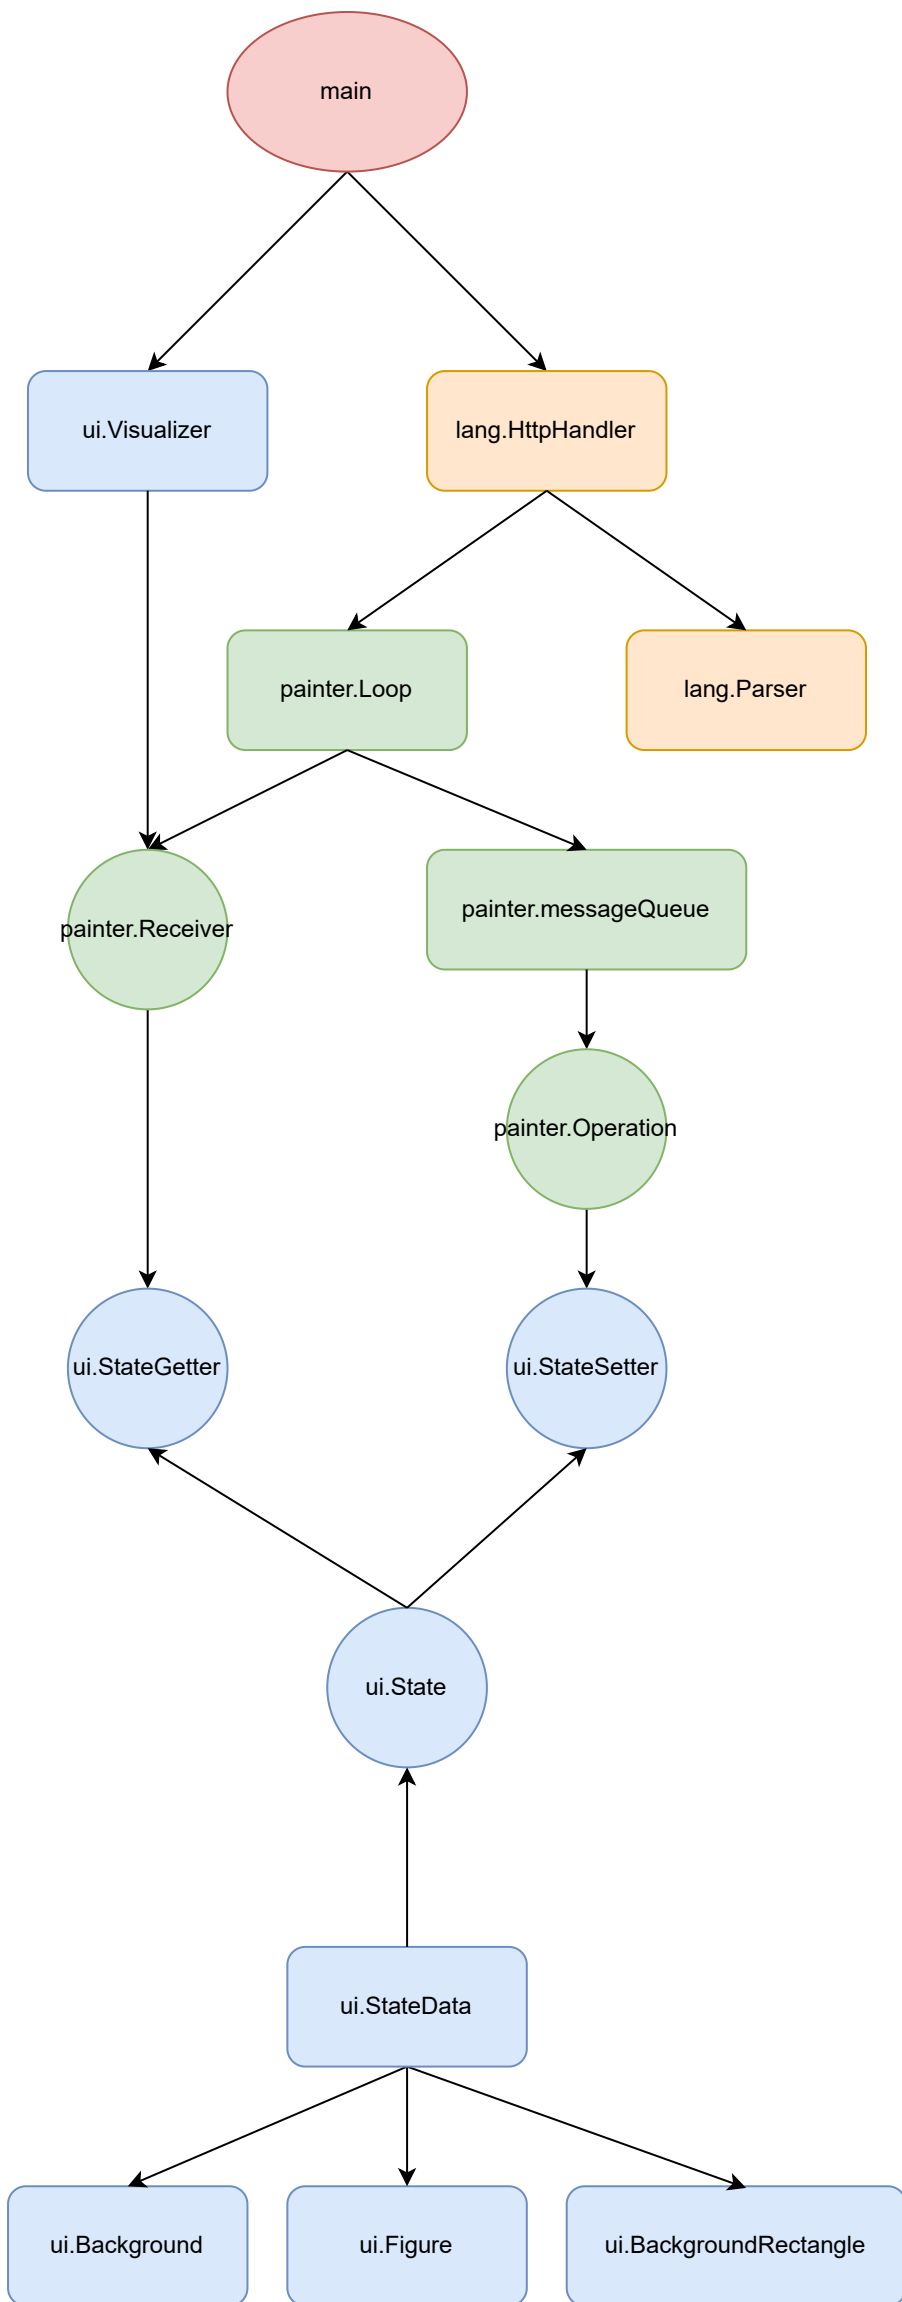 main
ui.Visualizer
lang.HttpHandler
painter.Loop
lang.Parser
painter.Receiver
painter.messageQueue
painter.Operation
ui.StateGetter
ui.StateSetter
ui.State
ui.StateData
ui.Background
ui.Figure
ui.BackgroundRectangle